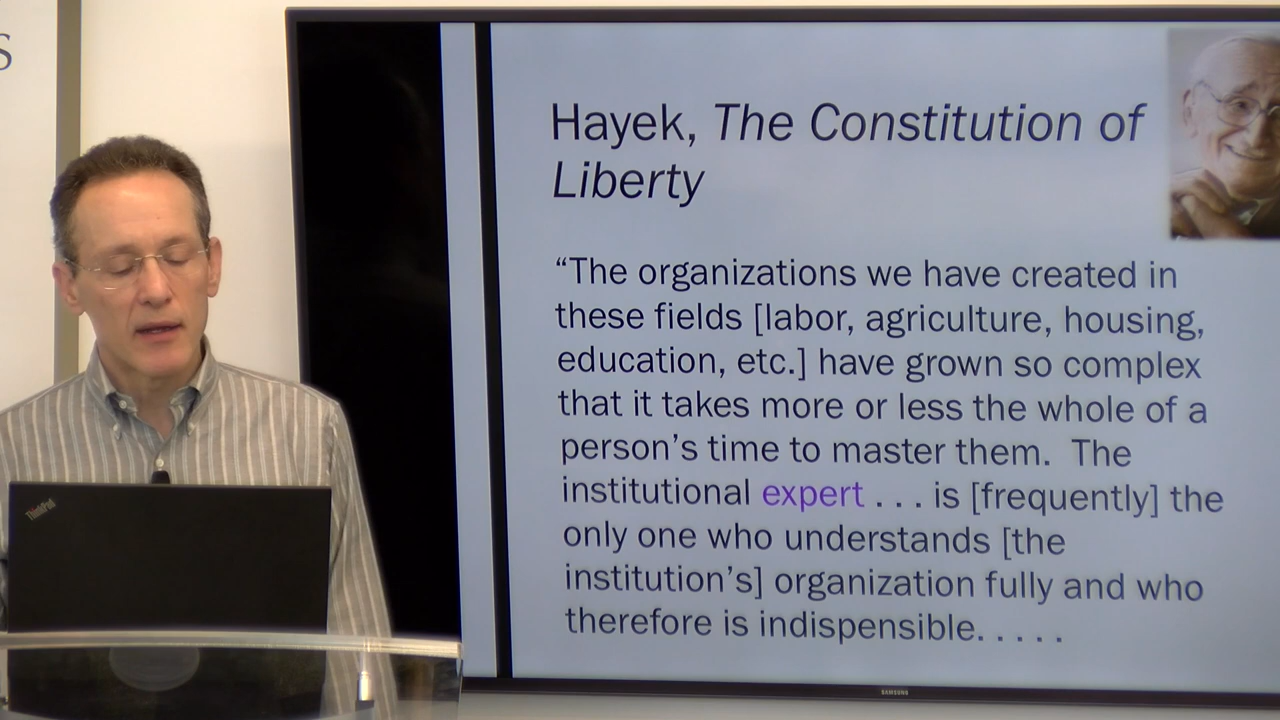 S
Hayek, The Constitution of
Liberty
“The organizations we have created in
these fields [labor, agriculture, housing,
education, etc.] have grown so complex
that it takes more or less the whole of a
person’s time to master them.  The
institutional expert . . . is [frequently] the
only one who understands [the
institution’s] organization fully and who
therefore is indispensible. . . . .
ThinkPad
SAMSUNG